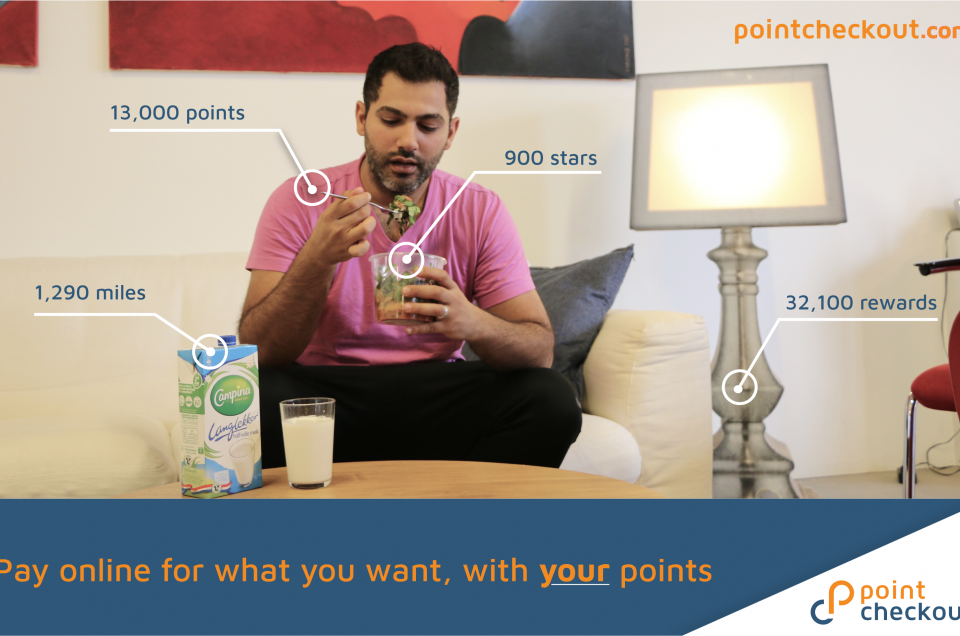 pointcheckout.com
13,000 points
900 stars
1,290 miles
32,100 rewards
Campina
Langlekker
Pay online for what you want, with your points
point
checkout